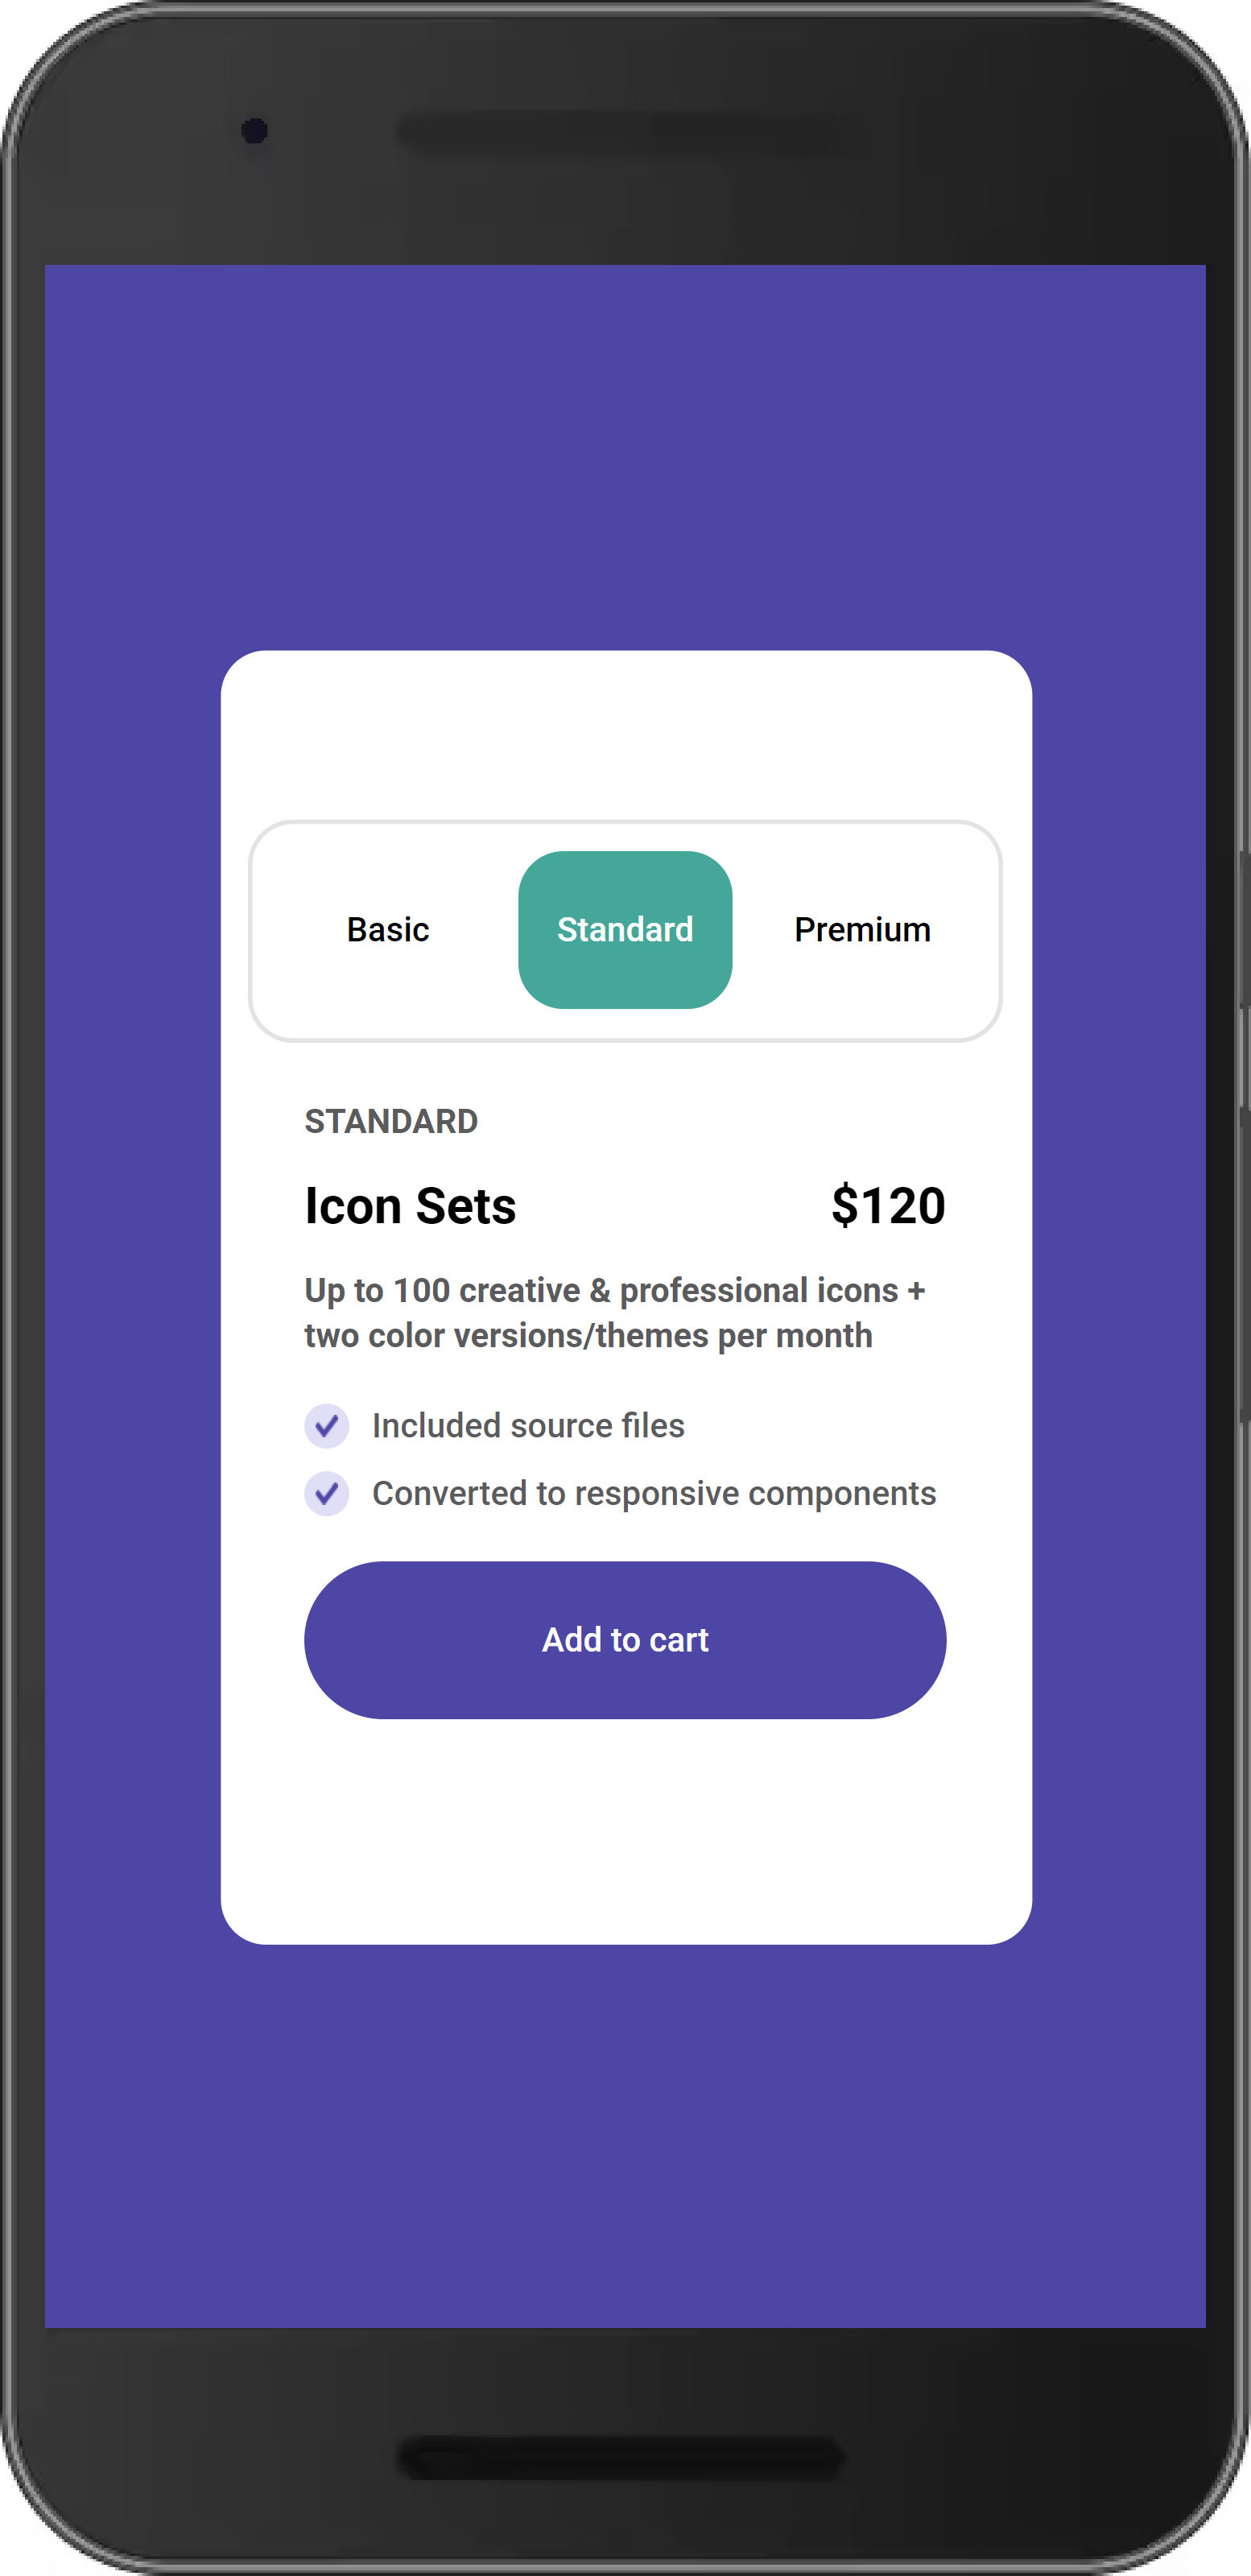 Basic Standard Premium
STANDARD
Icon Sets $120
Up to 100 creative & professional icons +
two color versions/themes per month
Included source files
Converted to responsive components
Add to cart